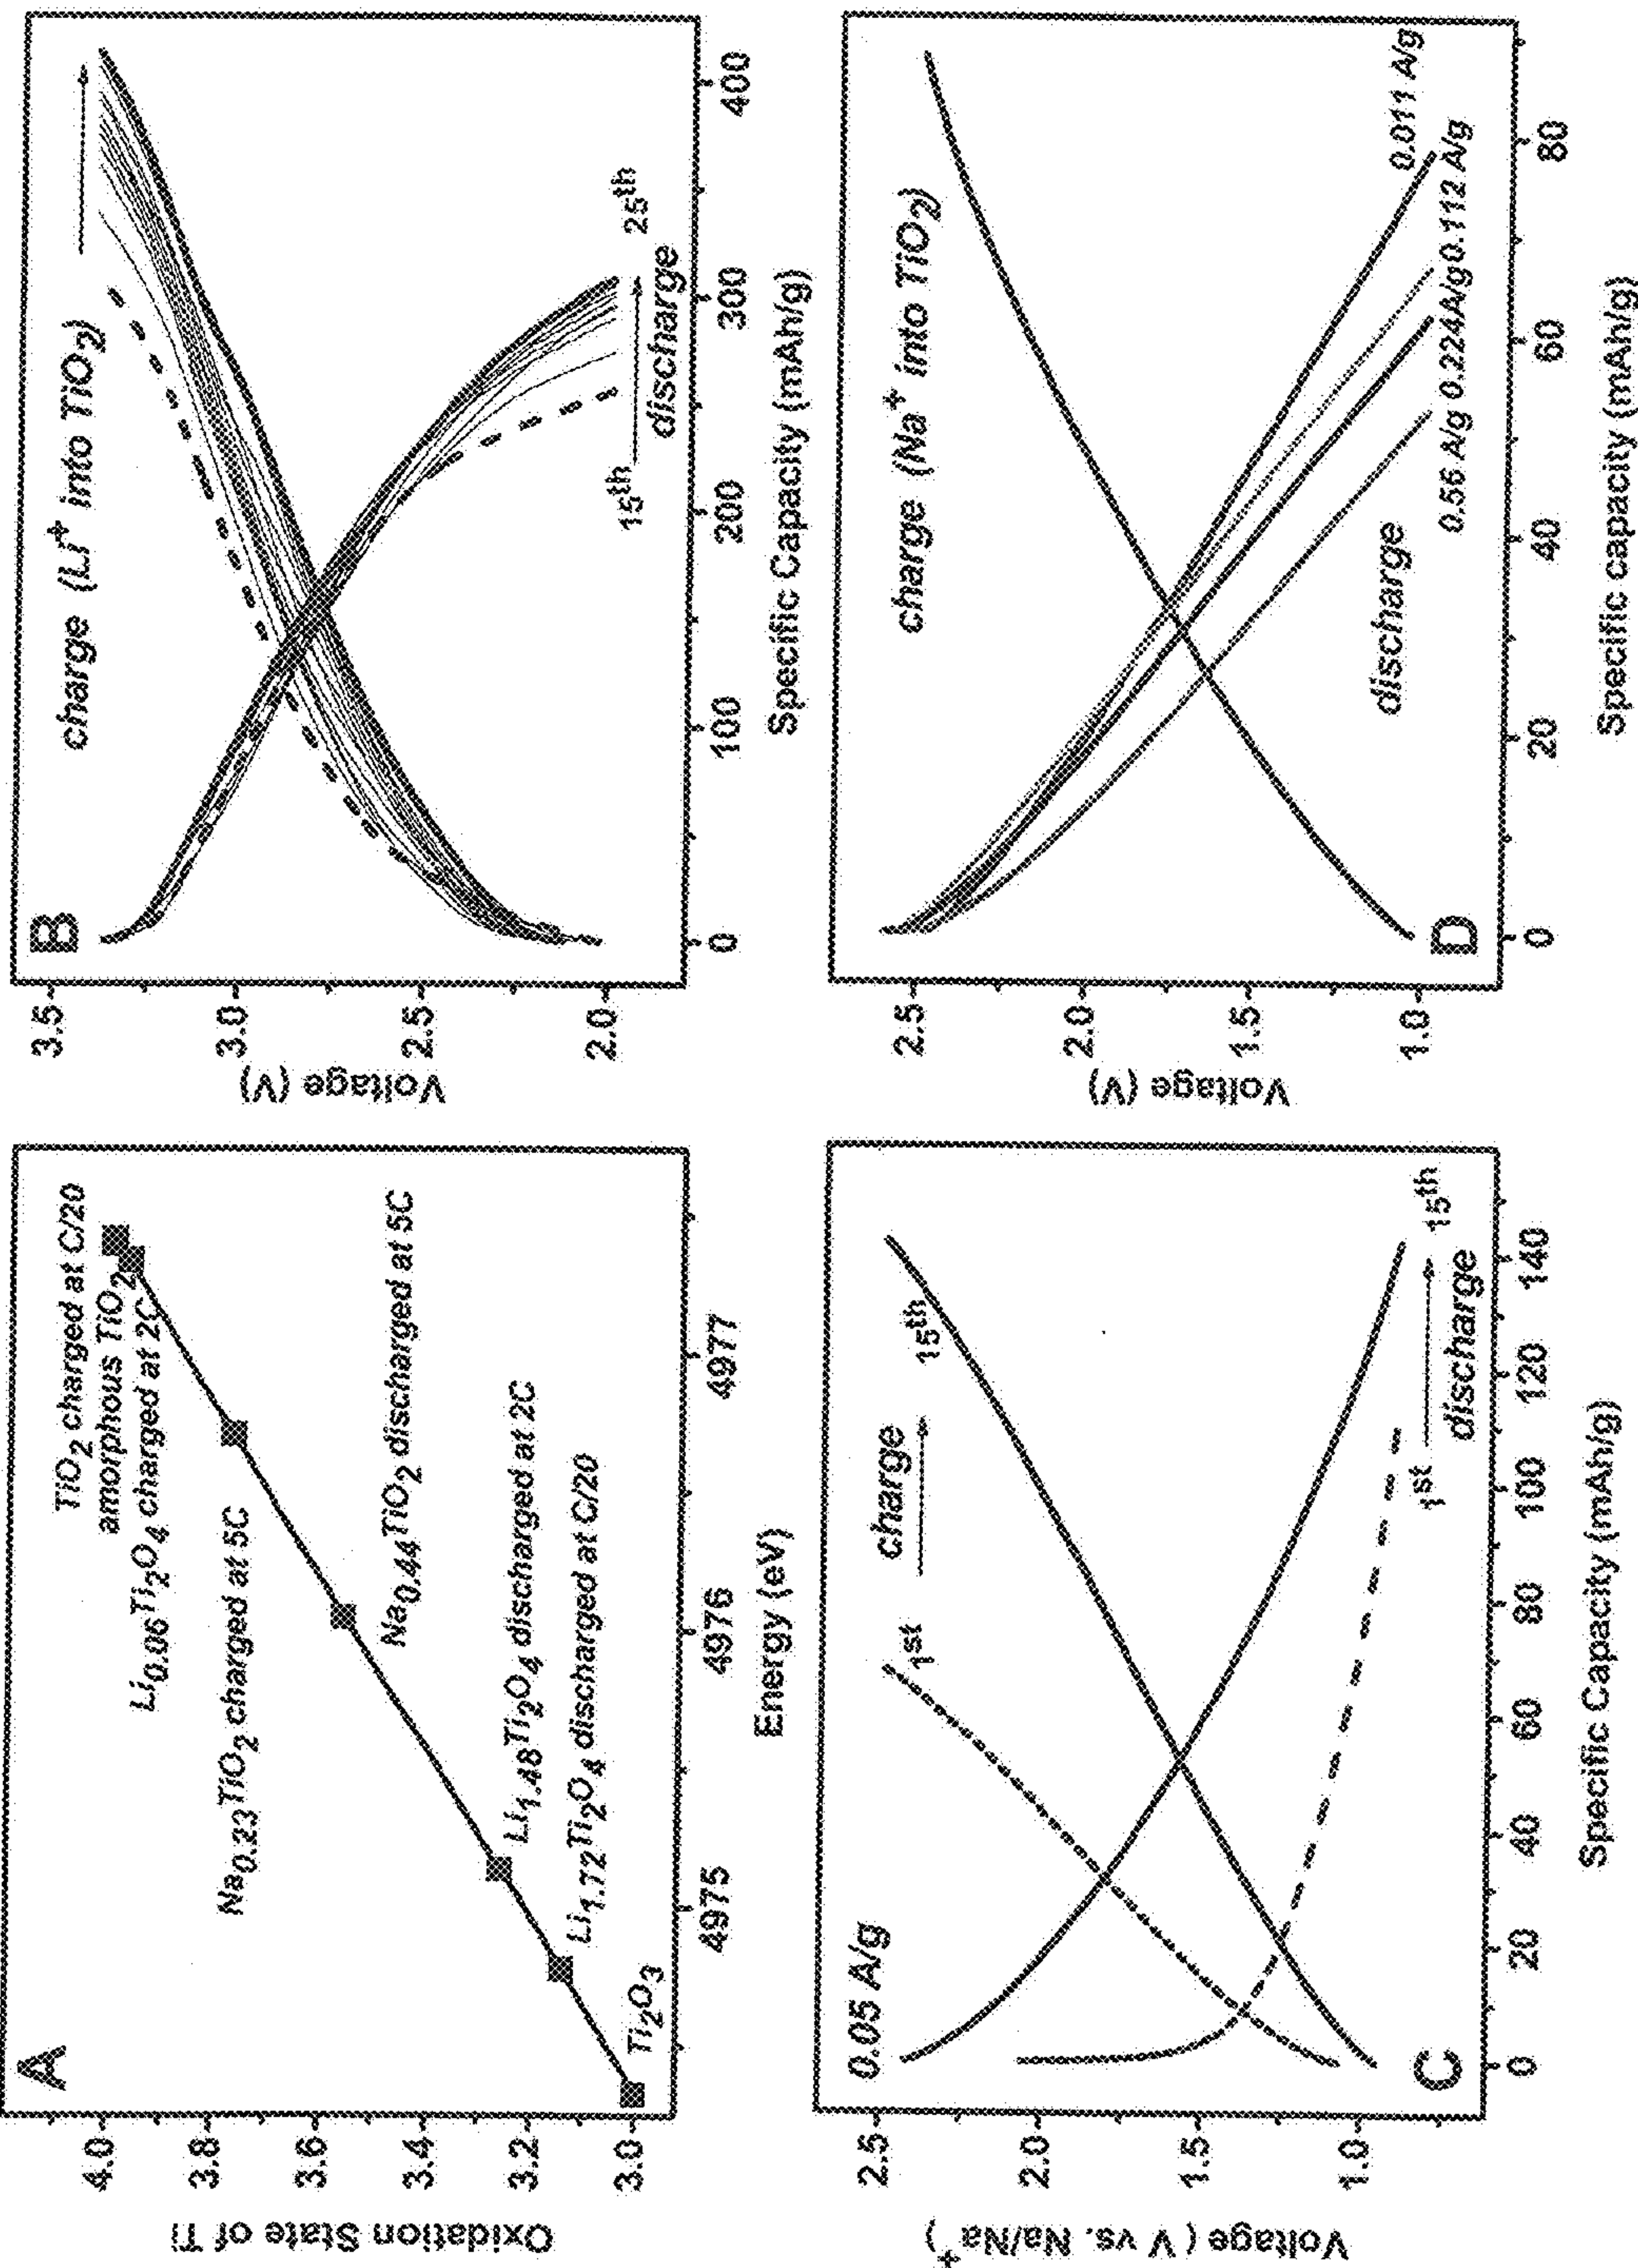 A
TiO2 charged at C/20
amorphous TiO2
Li0.06Ti2O4 charged at 2C
Na0.23TiO2 charged at 5C
Na0.44TiO2 discharged at 5C
Li1.48Ti2O4 discharged at 2C
Li1.72Ti2O4 discharged at C/20
Ti2O3
4.0
3.8
3.6
3.4
3.2
3.0
Oxidation State of Ti
4975
4976
4977
Energy (eV)
B
charge (Li+ into TiO2)
15th
25th
discharge
3.5
3.0
2.5
2.0
Voltage (V)
0
100
200
300
400
Specific Capacity (mAh/g)
C
0.05 A/g
charge
1st
15th
1st
15th
discharge
2.5
2.0
1.5
1.0
Voltage ( V vs. Na/Na+)
0
20
40
60
80
100
120
140
Specific Capacity (mAh/g)
D
charge (Na+ into TiO2)
discharge
0.011 A/g
0.56 A/g 0.224A/g 0.112 A/g
2.5
2.0
1.5
1.0
Voltage (V)
0
20
40
60
80
Specific capacity (mAh/g)